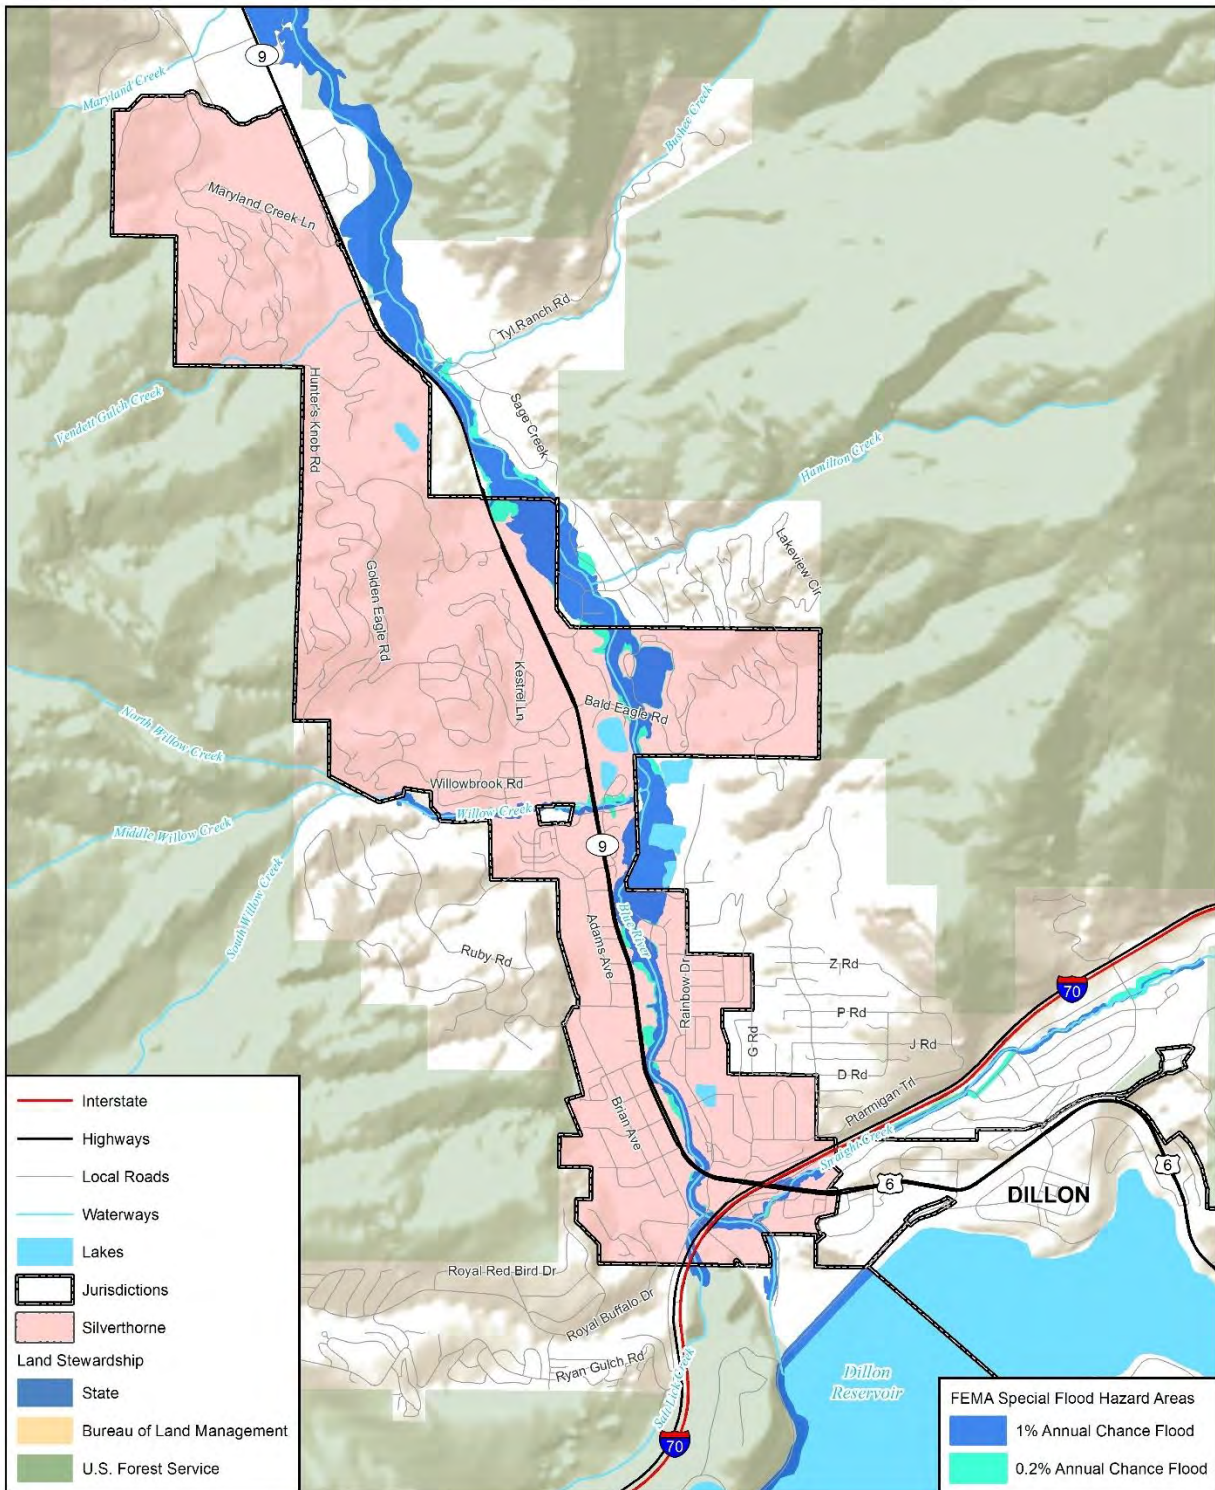 9
Maryland Creek
Bushee Creek
Maryland Creek Ln
Tyl Ranch Rd
Vendett Gulch Creek
Hunter's Knob Rd
Sage Creek
Hamilton Creek
Lakeview Cir
Golden Eagle Rd
Kestrel Ln
Bald Eagle Rd
North Willow Creek
Willowbrook Rd
Willow Creek
Middle Willow Creek
9
South Willow Creek
Blue River
Adams Ave
Ruby Rd
Rainbow Dr
Z Rd
70
P Rd
G Rd
J Rd
D Rd
Ptarmigan Trl
Brian Ave
Straight Creek
6
6
DILLON
Royal Red Bird Dr
Royal Buffalo Dr
Ryan Gulch Rd
Salt Lick Creek
Dillon
Reservoir
70
Interstate
Highways
Local Roads
Waterways
Lakes
Jurisdictions
Silverthorne
Land Stewardship
State
Bureau of Land Management
U.S. Forest Service
FEMA Special Flood Hazard Areas
1% Annual Chance Flood
0.2% Annual Chance Flood